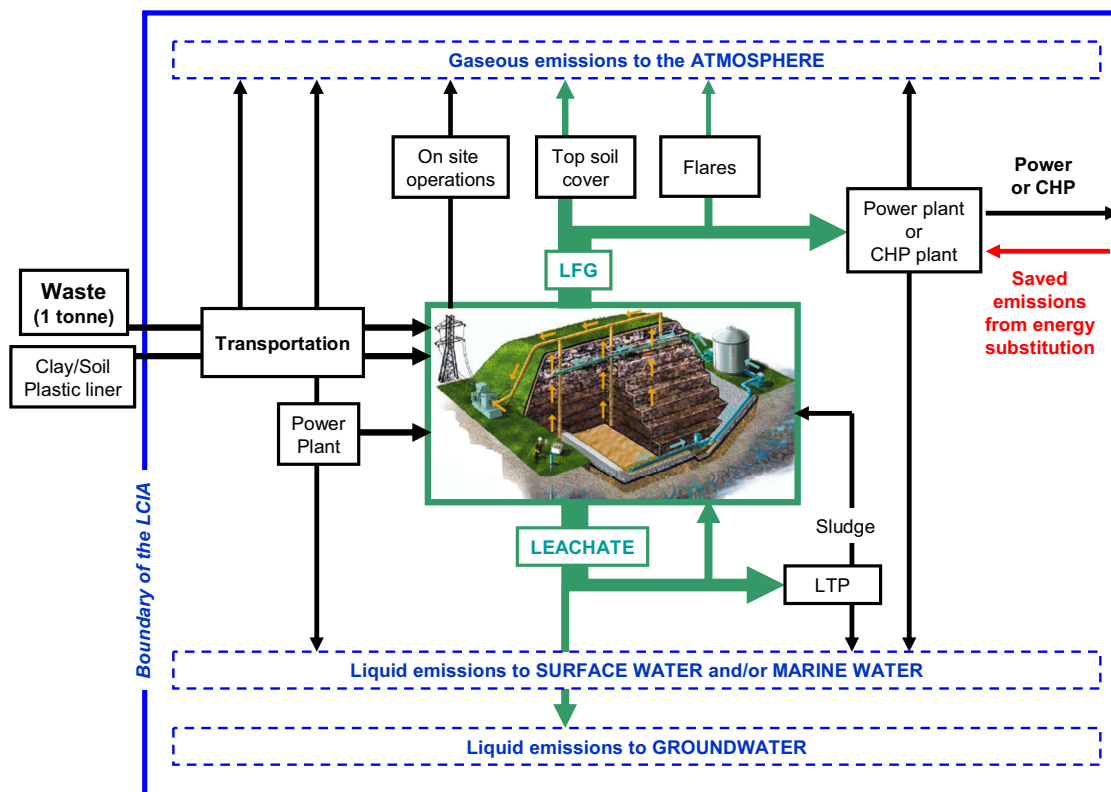 Gaseous emissions to the ATMOSPHERE
On site
operations
Top soil
cover
Flares
Power
or CHP
Power plant
or
CHP plant
LFG
Saved
emissions
from energy
substitution
Waste
(1 tonne)
Transportation
Clay/Soil
Plastic liner
Power
Plant
Boundary of the LCIA
Sludge
LEACHATE
LTP
Liquid emissions to SURFACE WATER and/or MARINE WATER
Liquid emissions to GROUNDWATER